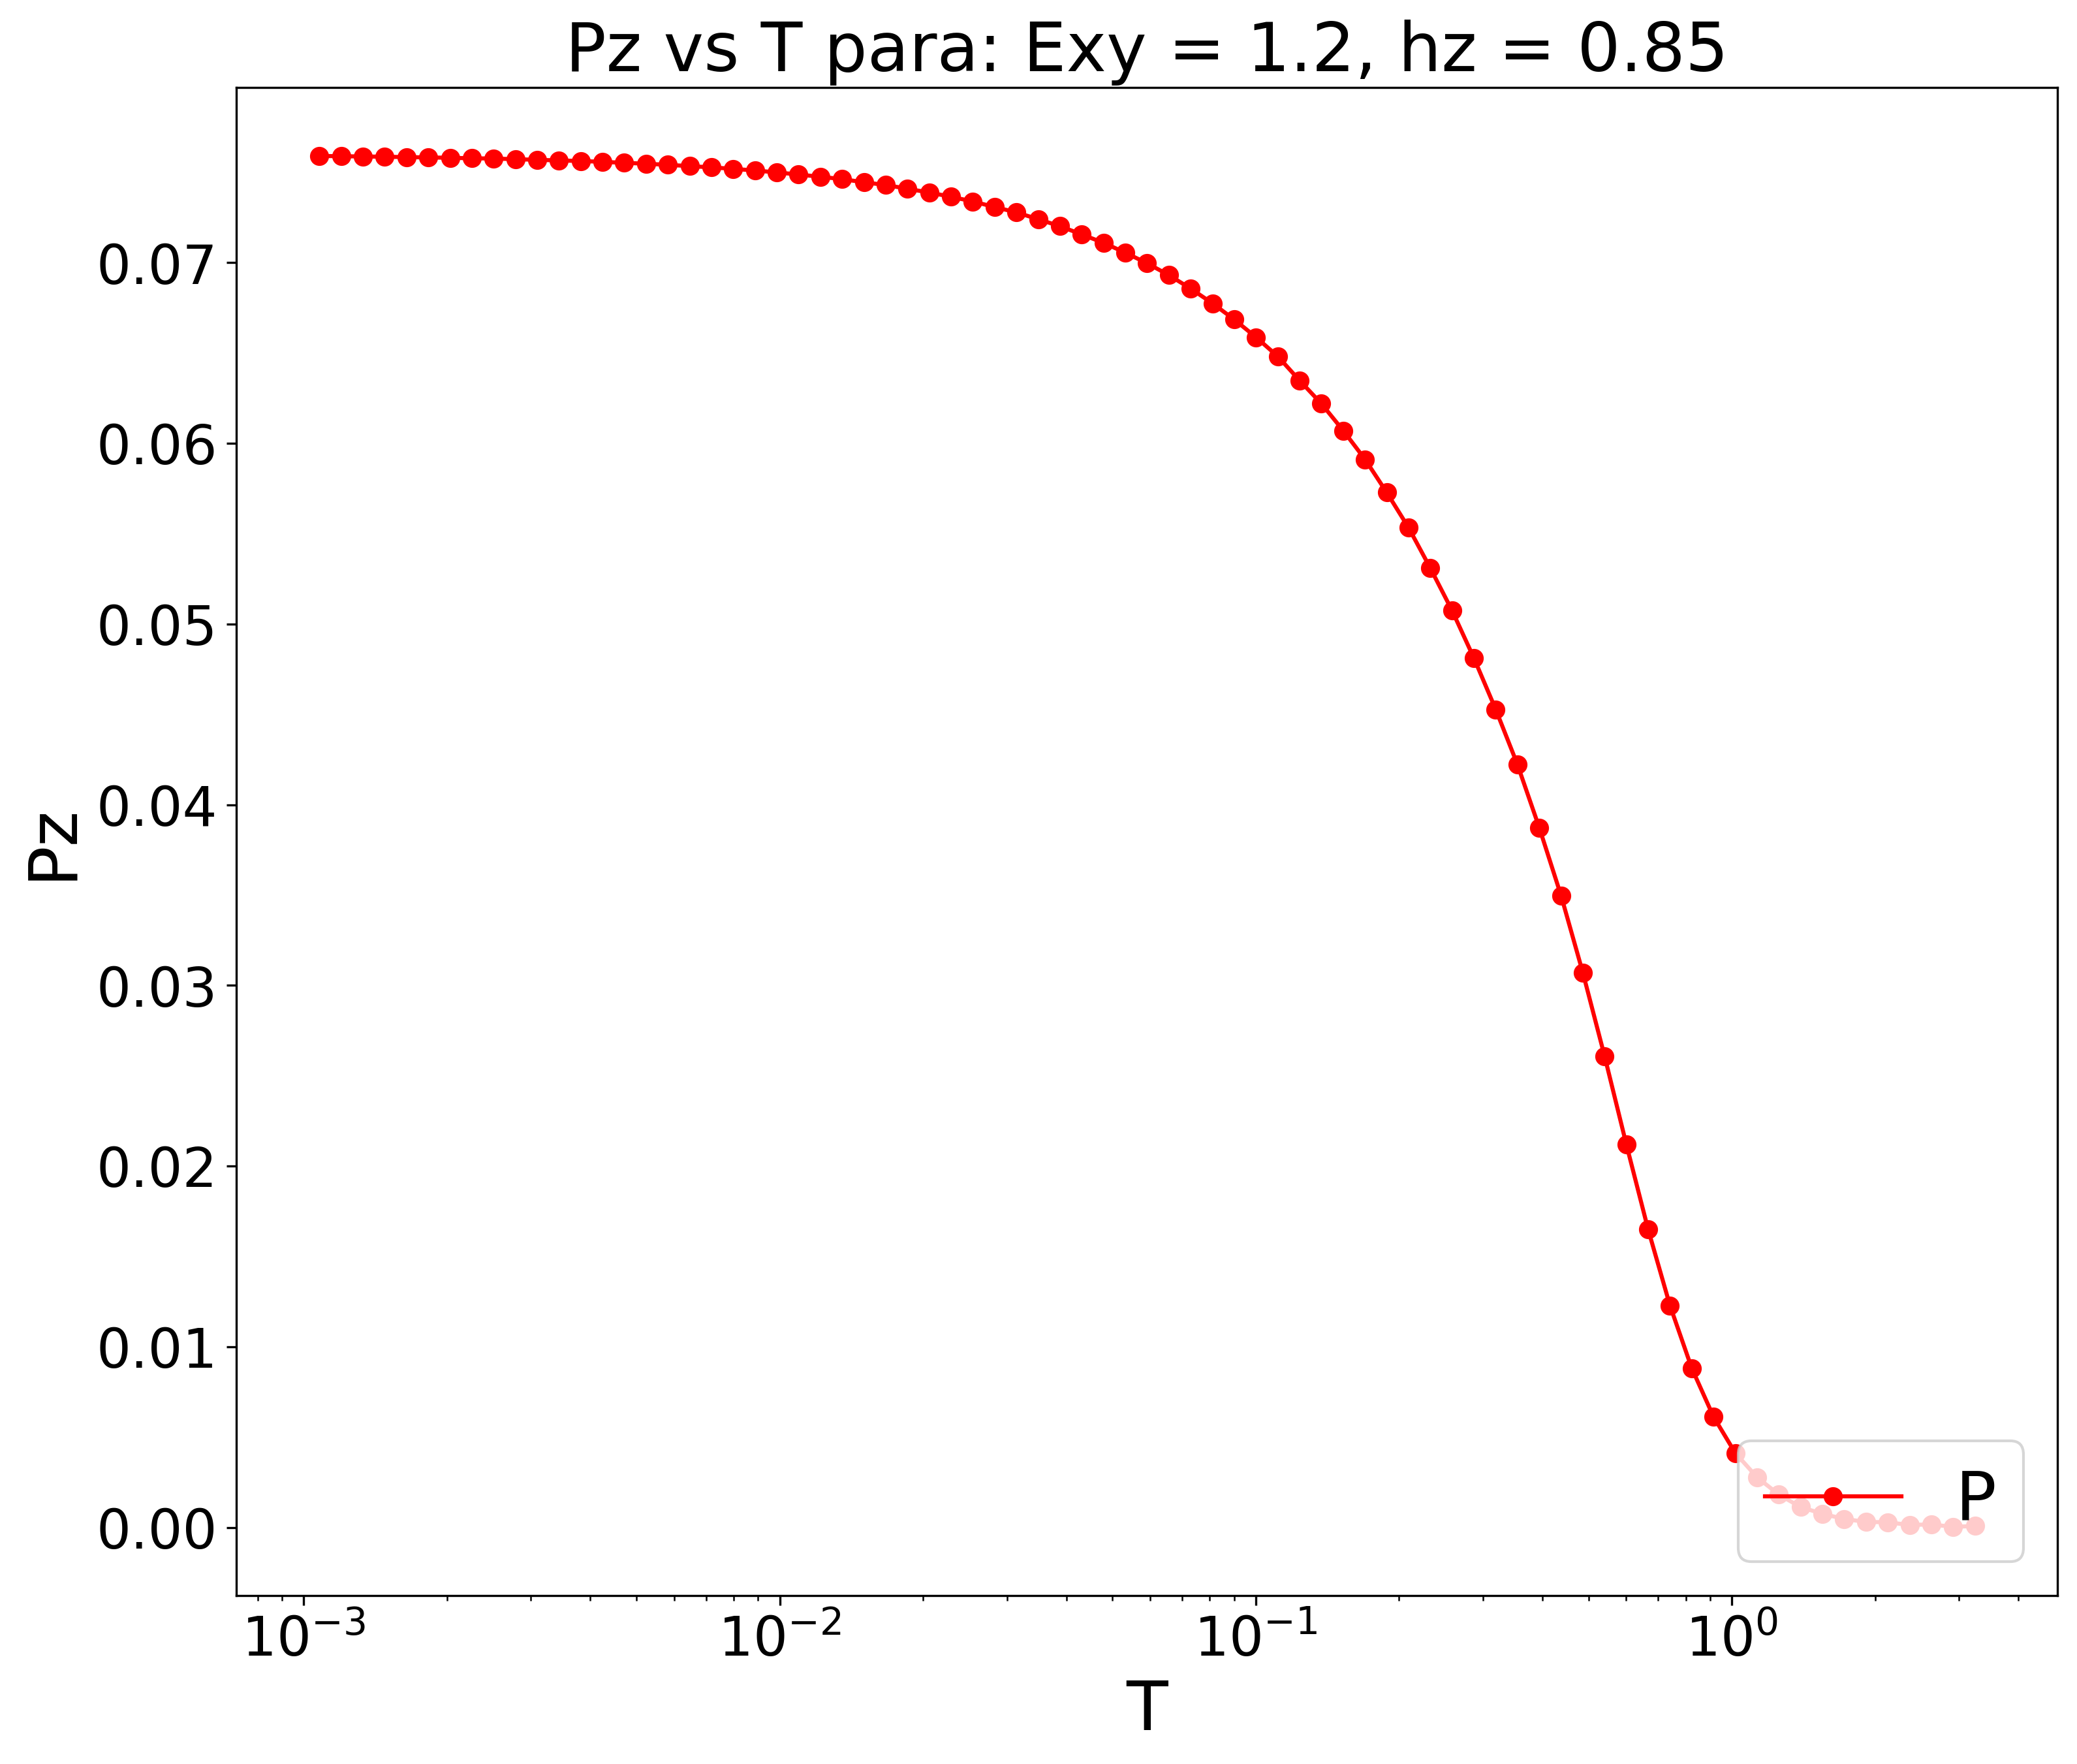 Pz vs T para: Exy = 1.2, hz = 0.85
0.07
0.06
0.05
0.04
0.03
0.02
0.01
0.00
Pz
P
10⁻³ 10⁻² 10⁻¹ 10⁰
T